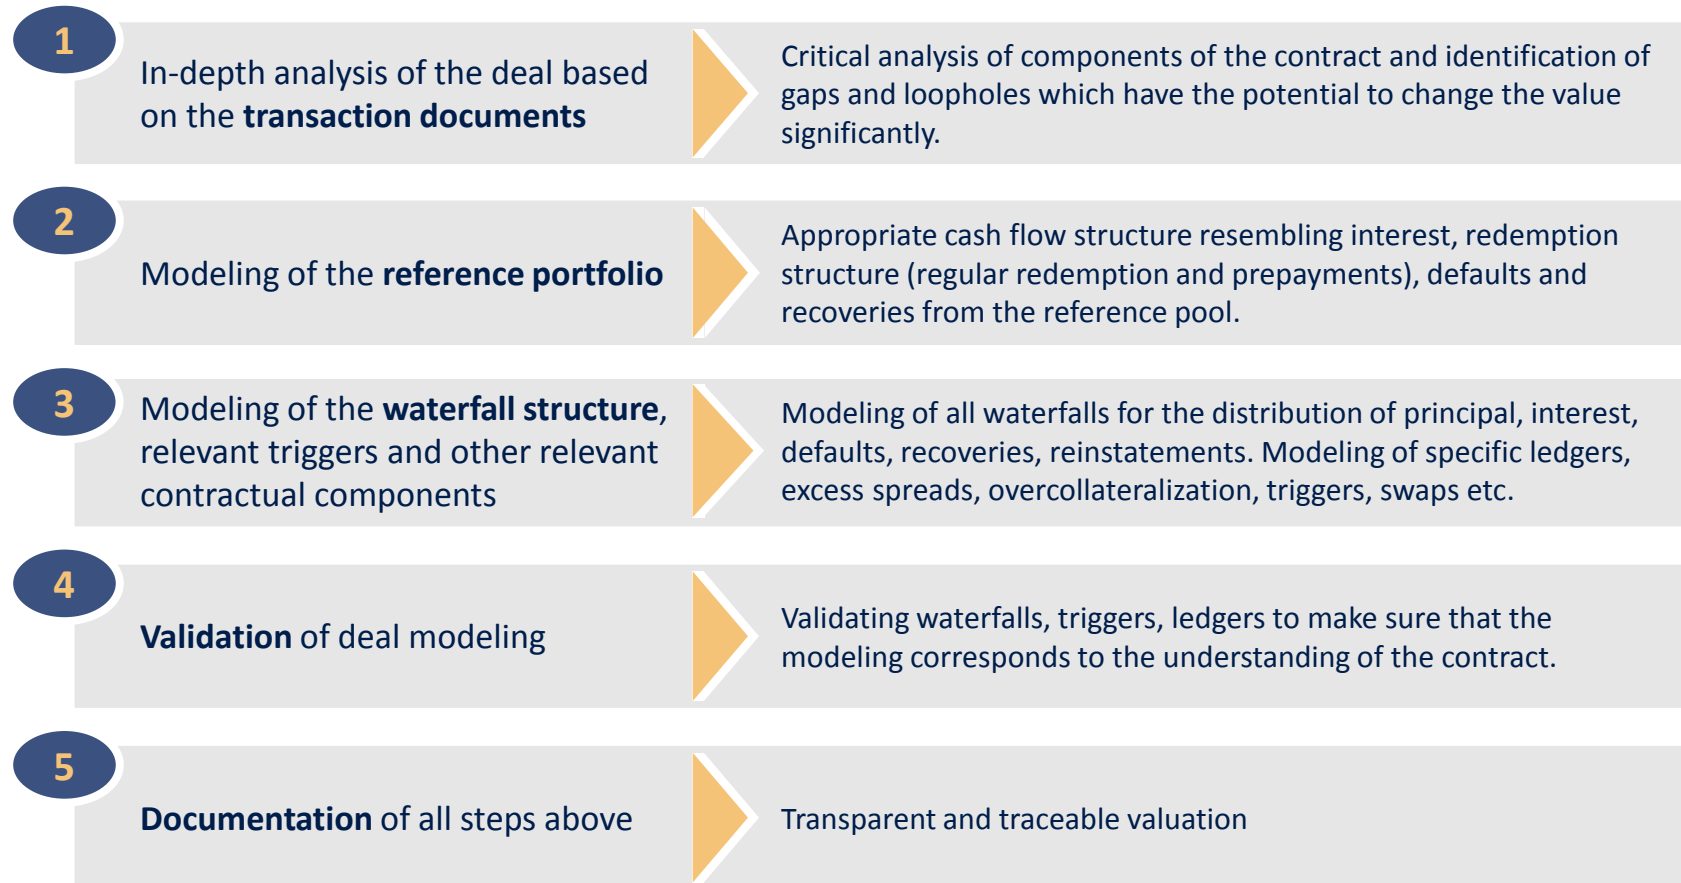 1
In-depth analysis of the deal based
on the transaction documents
Critical analysis of components of the contract and identification of
gaps and loopholes which have the potential to change the value
significantly.
2
Modeling of the reference portfolio
Appropriate cash flow structure resembling interest, redemption
structure (regular redemption and prepayments), defaults and
recoveries from the reference pool.
3
Modeling of the waterfall structure,
relevant triggers and other relevant
contractual components
Modeling of all waterfalls for the distribution of principal, interest,
defaults, recoveries, reinstatements. Modeling of specific ledgers,
excess spreads, overcollateralization, triggers, swaps etc.
4
Validation of deal modeling
Validating waterfalls, triggers, ledgers to make sure that the
modeling corresponds to the understanding of the contract.
5
Documentation of all steps above
Transparent and traceable valuation